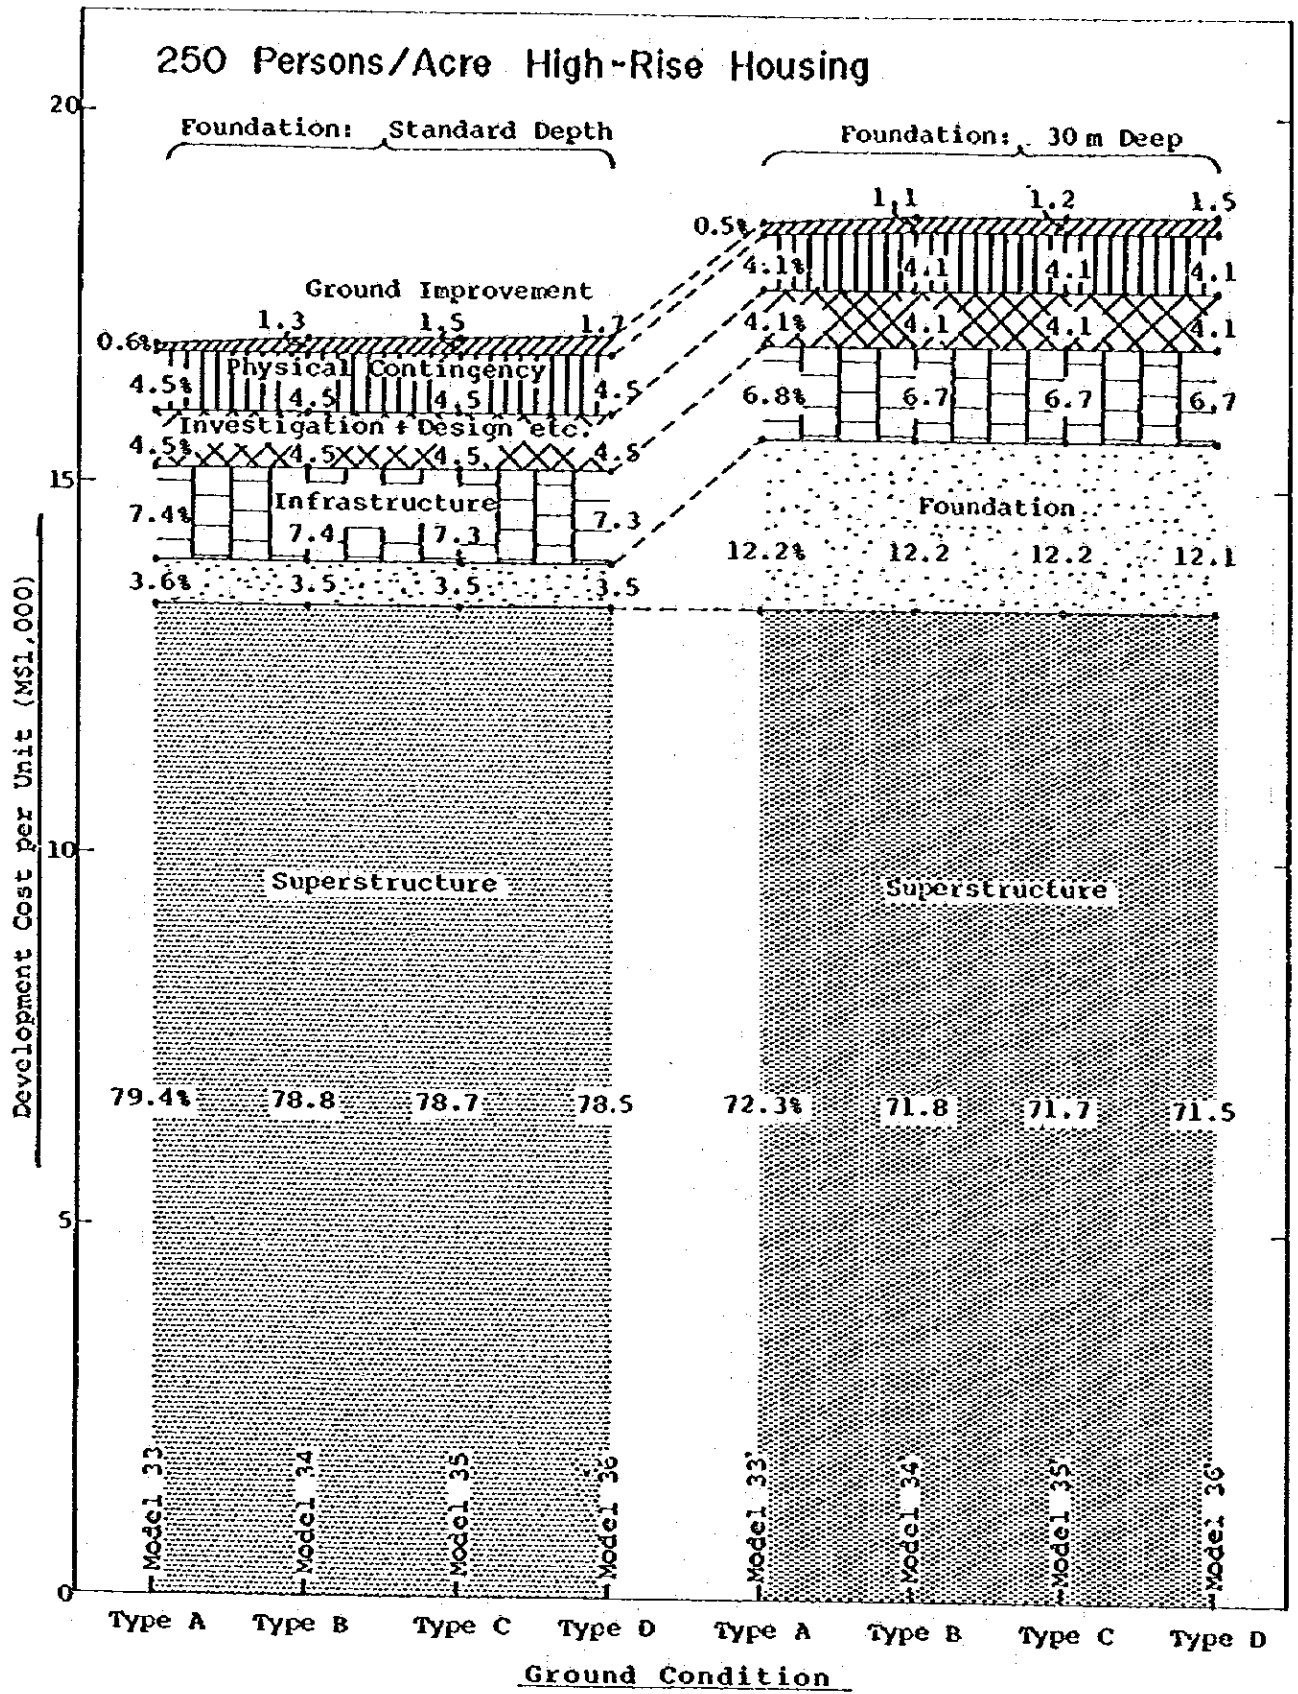 250 Persons/Acre High-Rise Housing
20
Foundation: Standard Depth
Foundation: 30 m Deep
1.1 1.2 1.5
0.5%
4.1% 4.1 4.1 4.1
Ground Improvement
1.3 1.5 1.7
0.6%
4.1% 4.1 4.1 4.1
Physical Contingency
4.5% 4.5 4.5 4.5
6.8% 6.7 6.7 6.7
Investigation + Design etc.
4.5% 4.5 4.5 4.5
15
Infrastructure
Foundation
7.4% 7.4 7.3 7.3
12.2% 12.2 12.2 12.1
3.6% 3.5 3.5 3.5
Development Cost per Unit (M$1,000)
10
Superstructure
Superstructure
79.4% 78.8 78.7 78.5
72.3% 71.8 71.7 71.5
5
Model 33
Model 34
Model 35
Model 36
Model 33'
Model 34'
Model 35'
Model 36'
0
Type A Type B Type C Type D Type A Type B Type C Type D
Ground Condition